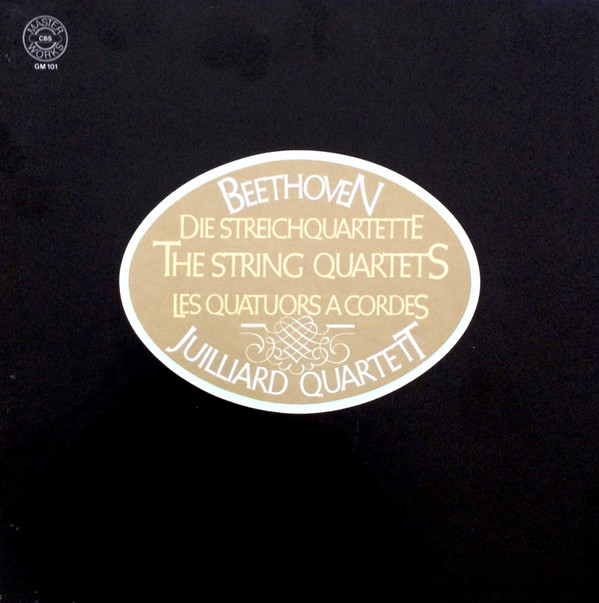 MASTER WORKS
CBS
GM 101
BEETHOVEN
DIE STREICHQUARTETTE
THE STRING QUARTETS
LES QUATUORS A CORDES
JUILLIARD QUARTETT